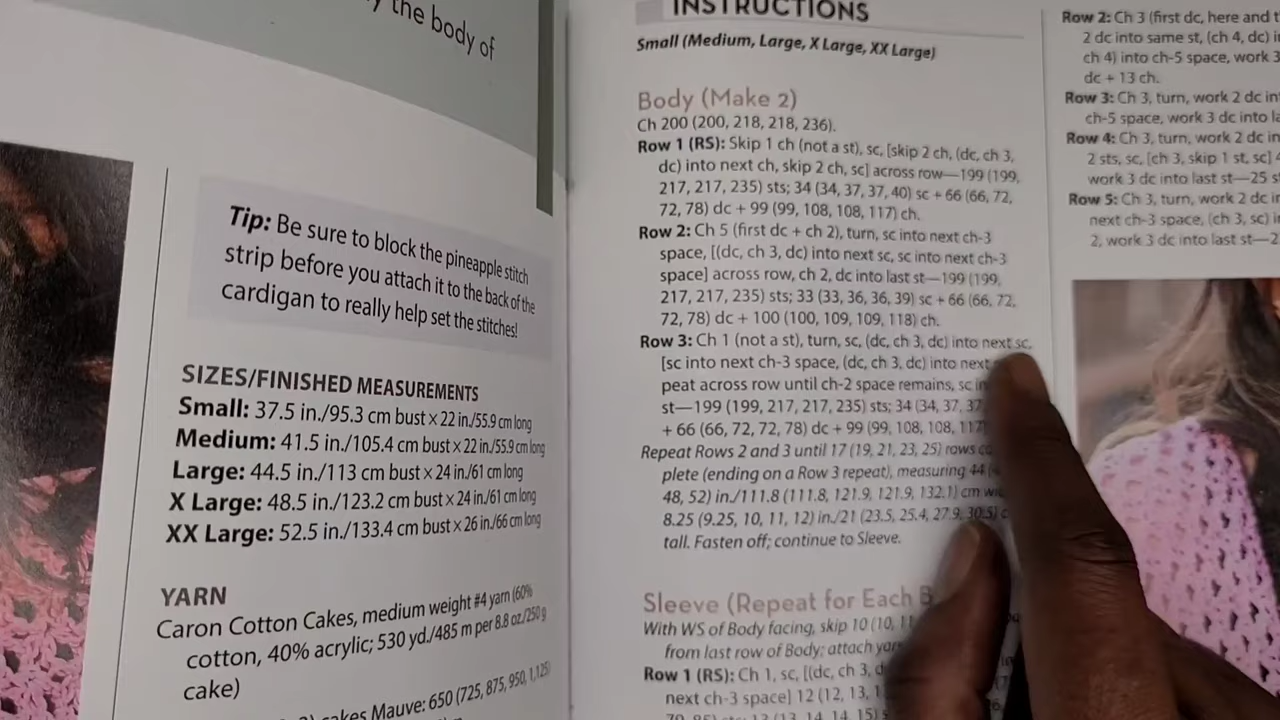 the body of
Tip: Be sure to block the pineapple stitch
strip before you attach it to the back of the
cardigan to really help set the stitches!
SIZES/FINISHED MEASUREMENTS
Small: 37.5 in./95.3 cm bust × 22 in./55.9 cm long
Medium: 41.5 in./105.4 cm bust × 22 in./55.9 cm long
Large: 44.5 in./113 cm bust × 24 in./61 cm long
X Large: 48.5 in./123.2 cm bust × 24 in./61 cm long
XX Large: 52.5 in./133.4 cm bust × 26 in./66 cm long
YARN
Caron Cotton Cakes, medium weight #4 yarn (60%
cotton, 40% acrylic; 530 yd./485 m per 8.8 oz./250 g
cake)
cakes Mauve: 650 (725, 875, 950, 1,125)
INSTRUCTIONS
Small (Medium, Large, X Large, XX Large)
Body (Make 2)
Ch 200 (200, 218, 218, 236).
Row 1 (RS): Skip 1 ch (not a st), sc, [skip 2 ch, (dc, ch 3,
dc) into next ch, skip 2 ch, sc] across row—199 (199,
217, 217, 235) sts; 34 (34, 37, 37, 40) sc + 66 (66, 72,
72, 78) dc + 99 (99, 108, 108, 117) ch.
Row 2: Ch 5 (first dc + ch 2), turn, sc into next ch-3
space, [(dc, ch 3, dc) into next sc, sc into next ch-3
space] across row, ch 2, dc into last st—199 (199,
217, 217, 235) sts; 33 (33, 36, 36, 39) sc + 66 (66, 72,
72, 78) dc + 100 (100, 109, 109, 118) ch.
Row 3: Ch 1 (not a st), turn, sc, (dc, ch 3, dc) into next sc,
[sc into next ch-3 space, (dc, ch 3, dc) into next
peat across row until ch-2 space remains, sc
st—199 (199, 217, 217, 235) sts; 34 (34, 37, 37,
+ 66 (66, 72, 72, 78) dc + 99 (99, 108, 108, 117
Repeat Rows 2 and 3 until 17 (19, 21, 23, 25) rows
plete (ending on a Row 3 repeat), measuring 44
48, 52) in./111.8 (111.8, 121.9, 121.9, 132.1) cm
8.25 (9.25, 10, 11, 12) in./21 (23.5, 25.4, 27.9, 30.5)
tall. Fasten off; continue to Sleeve.
Sleeve (Repeat for Each
With WS of Body facing, skip 10 (10,
from last row of Body; attach
Row 1 (RS): Ch 1, sc, [(dc, ch 3,
next ch-3 space] 12 (12, 13,
Row 2: Ch 3 (first dc, here and
2 dc into same st, (ch 4, dc)
ch 4) into ch-5 space, work 3
dc + 13 ch.
Row 3: Ch 3, turn, work 2 dc
ch-5 space, work 3 dc into
Row 4: Ch 3, turn, work 2 dc
2 sts, sc, [ch 3, skip 1 st, sc]
work 3 dc into last st—25
Row 5: Ch 3, turn, work 2 dc
next ch-3 space, (ch 3, sc)
2, work 3 dc into last st